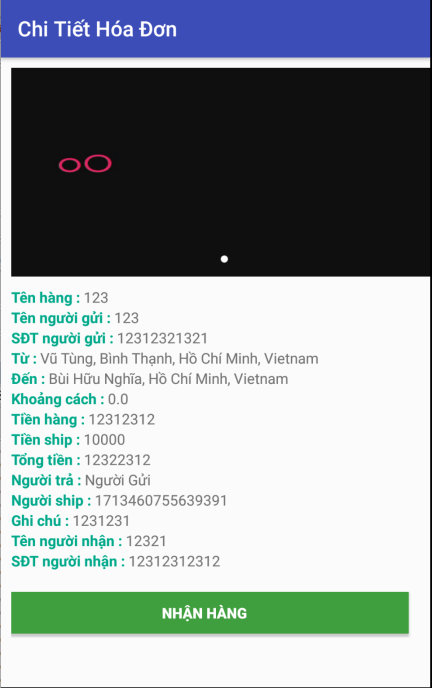 Chi Tiết Hóa Đơn
Tên hàng : 123
Tên người gửi : 123
SĐT người gửi : 12312321321
Từ : Vũ Tùng, Bình Thạnh, Hồ Chí Minh, Vietnam
Đến : Bùi Hữu Nghĩa, Hồ Chí Minh, Vietnam
Khoảng cách : 0.0
Tiền hàng : 12312312
Tiền ship : 10000
Tổng tiền : 12322312
Người trả : Người Gửi
Người ship : 1713460755639391
Ghi chú : 1231231
Tên người nhận : 12321
SĐT người nhận : 12312312312
NHẬN HÀNG